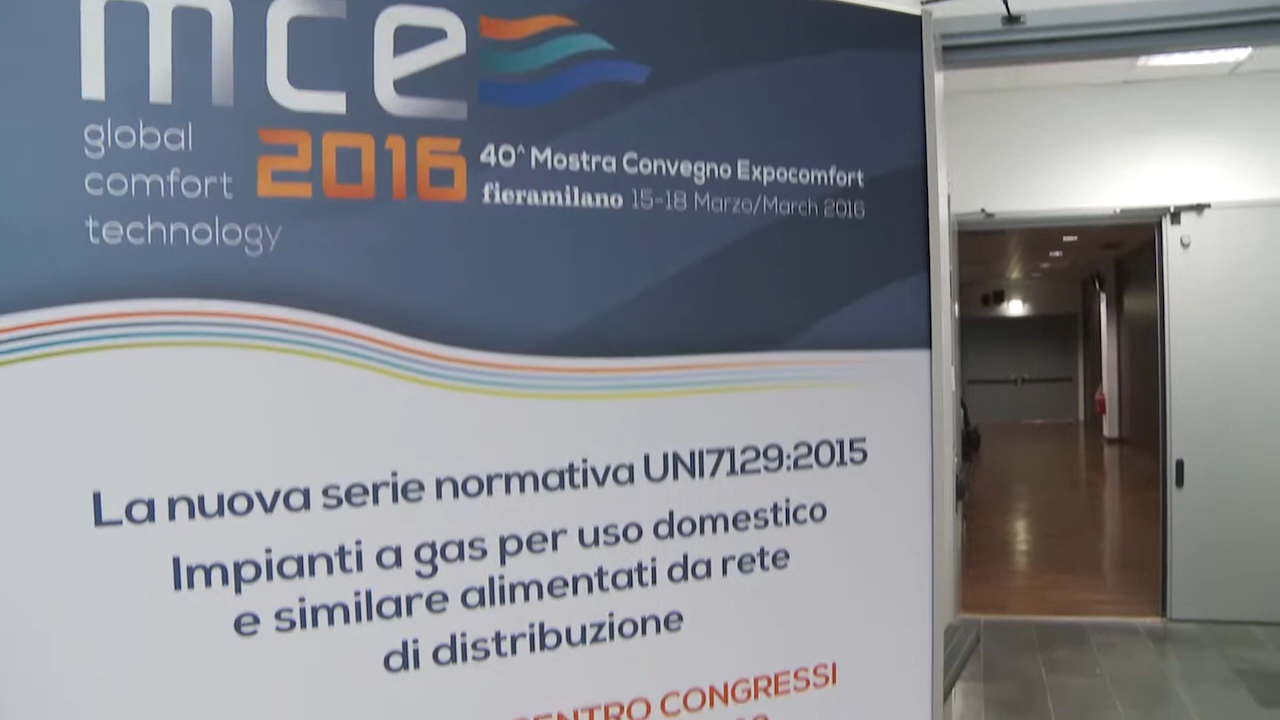 mce
global
comfort
technology
2016
40^ Mostra Convegno Expocomfort
fieramilano 15-18 Marzo/March 2016
La nuova serie normativa UNI7129:2015
Impianti a gas per uso domestico
e similare alimentati da rete
di distribuzione
CONGRESSI